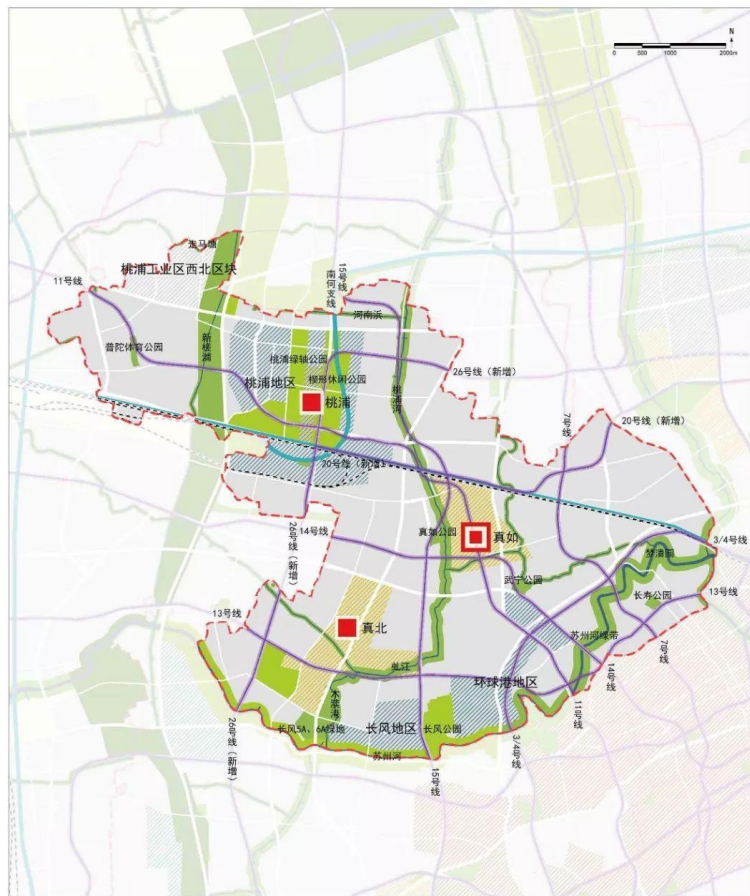 N
0 500 1000 2000m
走马塘
桃浦工业区西北区块
11号线
15号线
南何支线
河南浜
新槎浦
普陀体育公园
桃浦绿轴公园
桃浦地区
楔形休闲公园
桃浦
26号线（新增）
桃浦河
7号线
20号线（新增）
20号线（新增）
14号线
26号线（新增）
真如公园
真如
3/4号线
梦清园
武宁公园
长寿公园
13号线
13号线
真北
苏州河绿带
虬江
环球港地区
7号线
14号线
木渎港
11号线
长风5A、6A绿地
长风地区
长风公园
3/4号线
26号线（新增）
苏州河
15号线